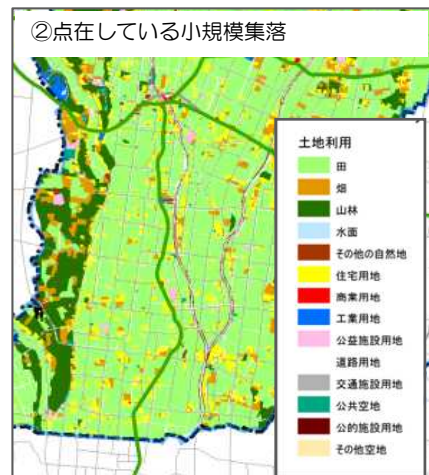 ②点在している小規模集落
土地利用
田
畑
山林
水面
その他の自然地
住宅用地
商業用地
工業用地
公益施設用地
道路用地
交通施設用地
公共空地
公的施設用地
その他空地